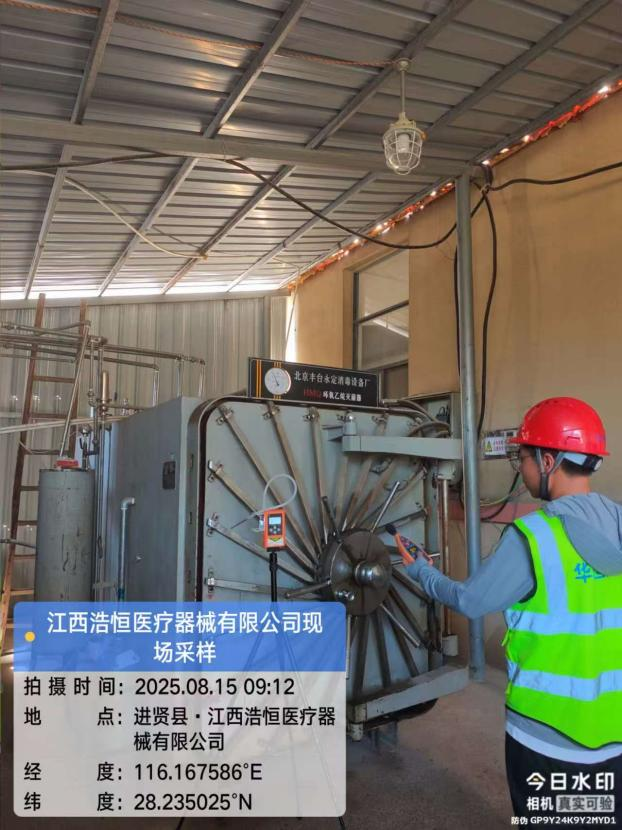 北京丰台永定消毒设备厂
HMQ 环氧乙烷灭菌器
华
江西浩恒医疗器械有限公司现
场采样
拍摄时间：2025.08.15 09:12
地点：进贤县·江西浩恒医疗器
械有限公司
经度：116.167586°E
纬度：28.235025°N
今日水印
相机 真实可验
防伪 GP9Y24K9Y2MYD1